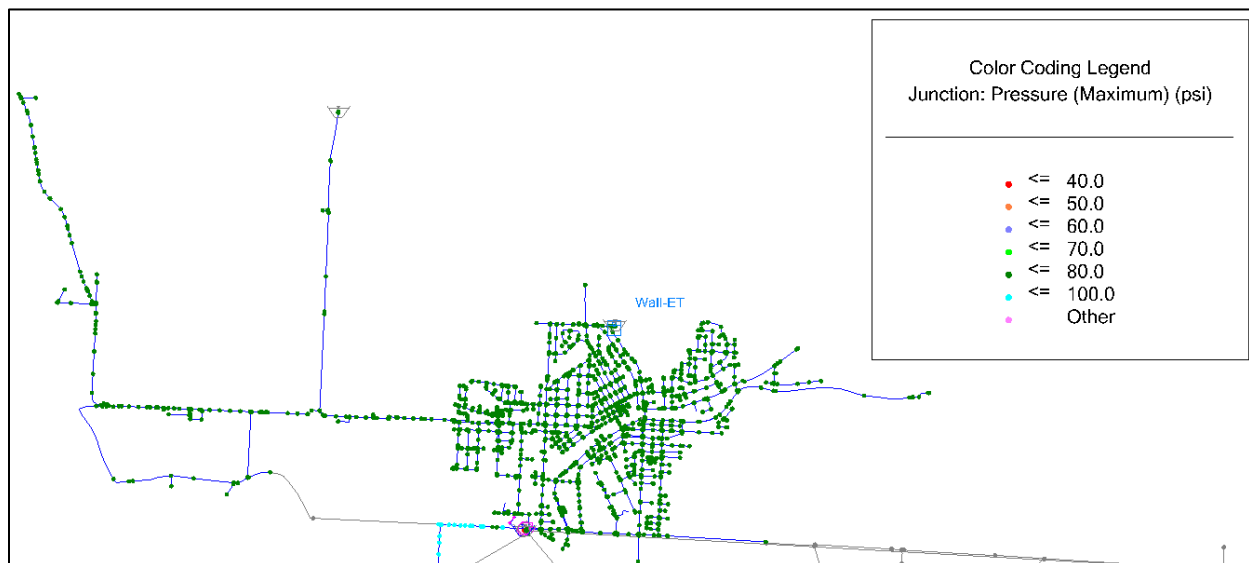 Color Coding Legend
Junction: Pressure (Maximum) (psi)
<= 40.0
<= 50.0
<= 60.0
<= 70.0
<= 80.0
<= 100.0
Other
Wall-ET